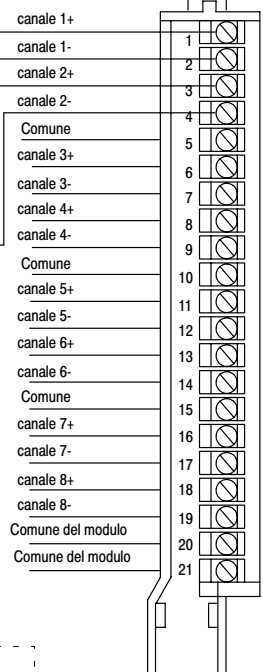 canale 1+
1
canale 1-
2
canale 2+
3
canale 2-
4
Comune
5
canale 3+
6
canale 3-
7
canale 4+
8
canale 4-
9
Comune
10
canale 5+
11
canale 5-
12
canale 6+
13
canale 6-
14
Comune
15
canale 7+
16
canale 7-
17
canale 8+
18
canale 8-
19
Comune del modulo
20
Comune del modulo
21